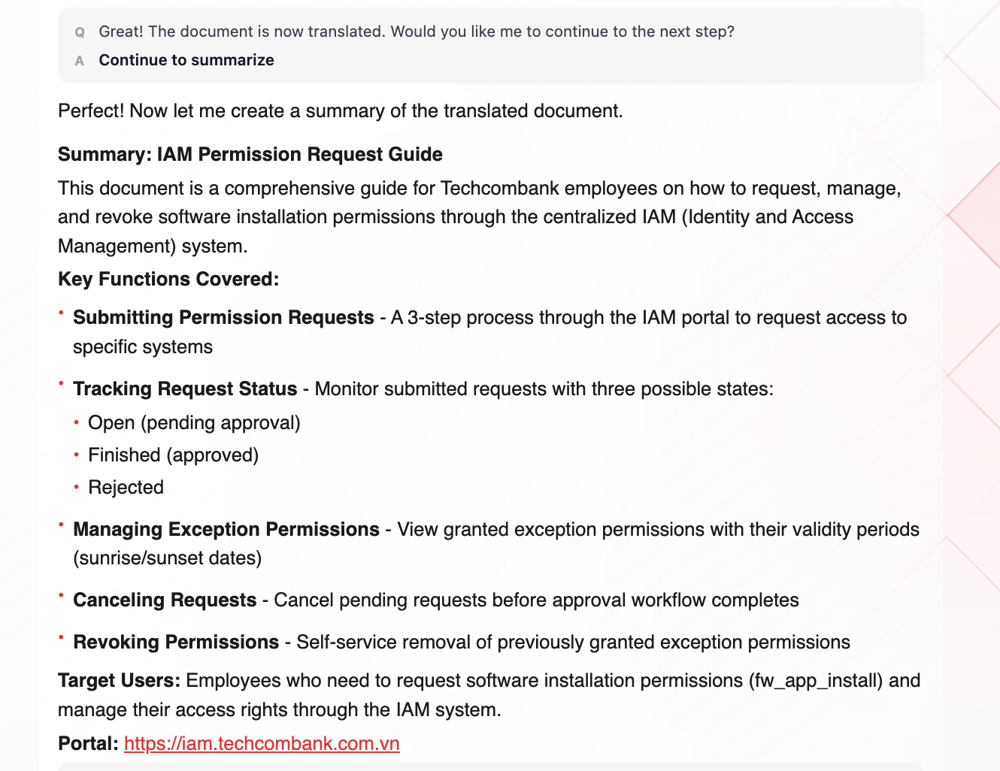 Q Great! The document is now translated. Would you like me to continue to the next step?
A Continue to summarize
Perfect! Now let me create a summary of the translated document.
Summary: IAM Permission Request Guide
This document is a comprehensive guide for Techcombank employees on how to request, manage,
and revoke software installation permissions through the centralized IAM (Identity and Access
Management) system.
Key Functions Covered:
• Submitting Permission Requests - A 3-step process through the IAM portal to request access to
specific systems
• Tracking Request Status - Monitor submitted requests with three possible states:
• Open (pending approval)
• Finished (approved)
• Rejected
• Managing Exception Permissions - View granted exception permissions with their validity periods
(sunrise/sunset dates)
• Canceling Requests - Cancel pending requests before approval workflow completes
• Revoking Permissions - Self-service removal of previously granted exception permissions
Target Users: Employees who need to request software installation permissions (fw_app_install) and
manage their access rights through the IAM system.
Portal: https://iam.techcombank.com.vn